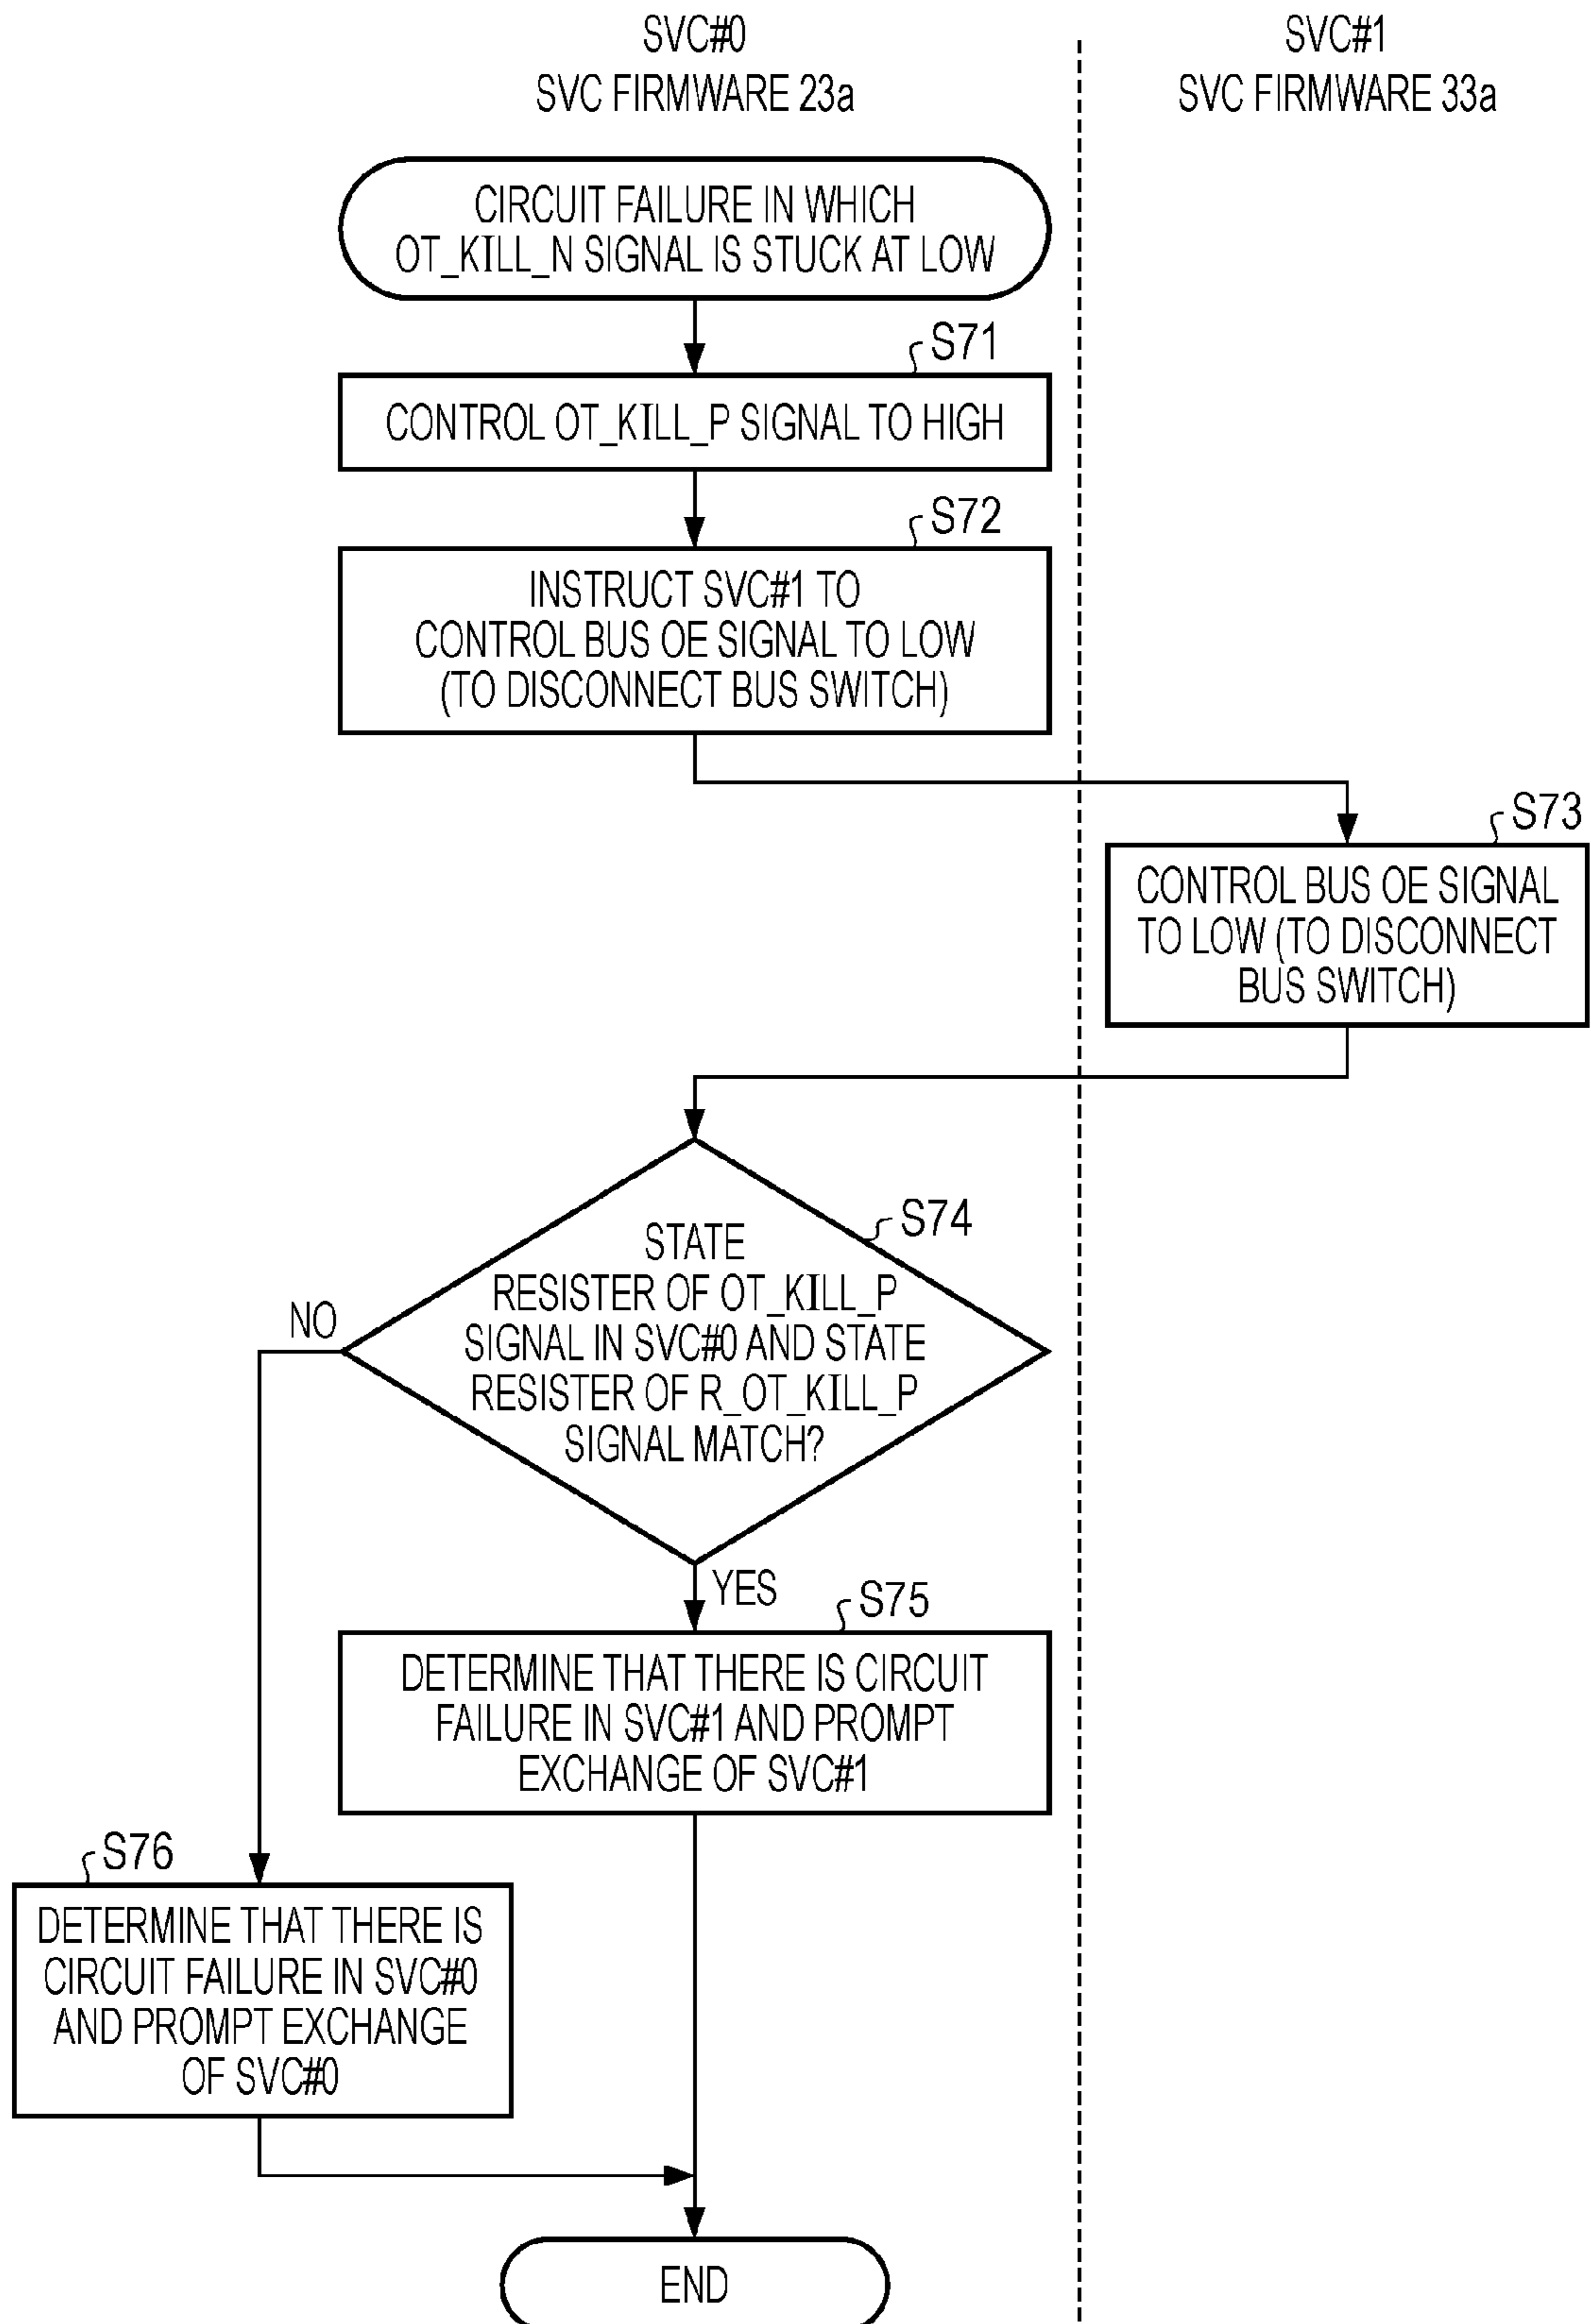 SVC#0
SVC FIRMWARE 23a
SVC#1
SVC FIRMWARE 33a
CIRCUIT FAILURE IN WHICH
OT_KILL_N SIGNAL IS STUCK AT LOW
S71
CONTROL OT_KILL_P SIGNAL TO HIGH
S72
INSTRUCT SVC#1 TO
CONTROL BUS OE SIGNAL TO LOW
(TO DISCONNECT BUS SWITCH)
S73
CONTROL BUS OE SIGNAL
TO LOW (TO DISCONNECT
BUS SWITCH)
S74
STATE
RESISTER OF OT_KILL_P
SIGNAL IN SVC#0 AND STATE
RESISTER OF R_OT_KILL_P
SIGNAL MATCH?
NO
YES
S75
DETERMINE THAT THERE IS CIRCUIT
FAILURE IN SVC#1 AND PROMPT
EXCHANGE OF SVC#1
S76
DETERMINE THAT THERE IS
CIRCUIT FAILURE IN SVC#0
AND PROMPT EXCHANGE
OF SVC#0
END